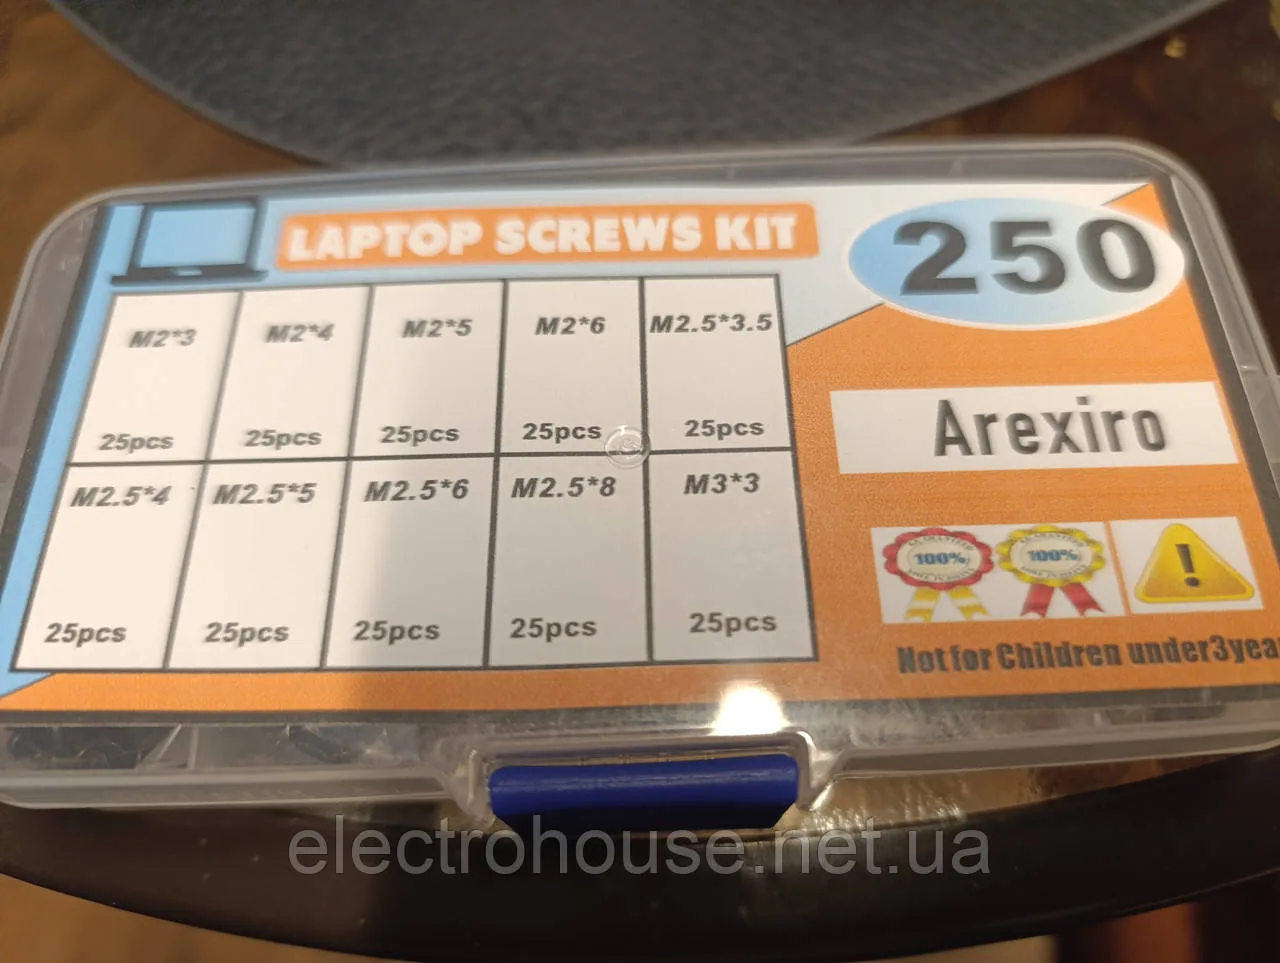 LAPTOP SCREWS KIT
250
M2*3 M2*4 M2*5 M2*6 M2.5*3.5
25pcs 25pcs 25pcs 25pcs 25pcs
M2.5*4 M2.5*5 M2.5*6 M2.5*8 M3*3
25pcs 25pcs 25pcs 25pcs 25pcs
Arexiro
100% 100%
!
Not for Children under3yea
electrohouse.net.ua